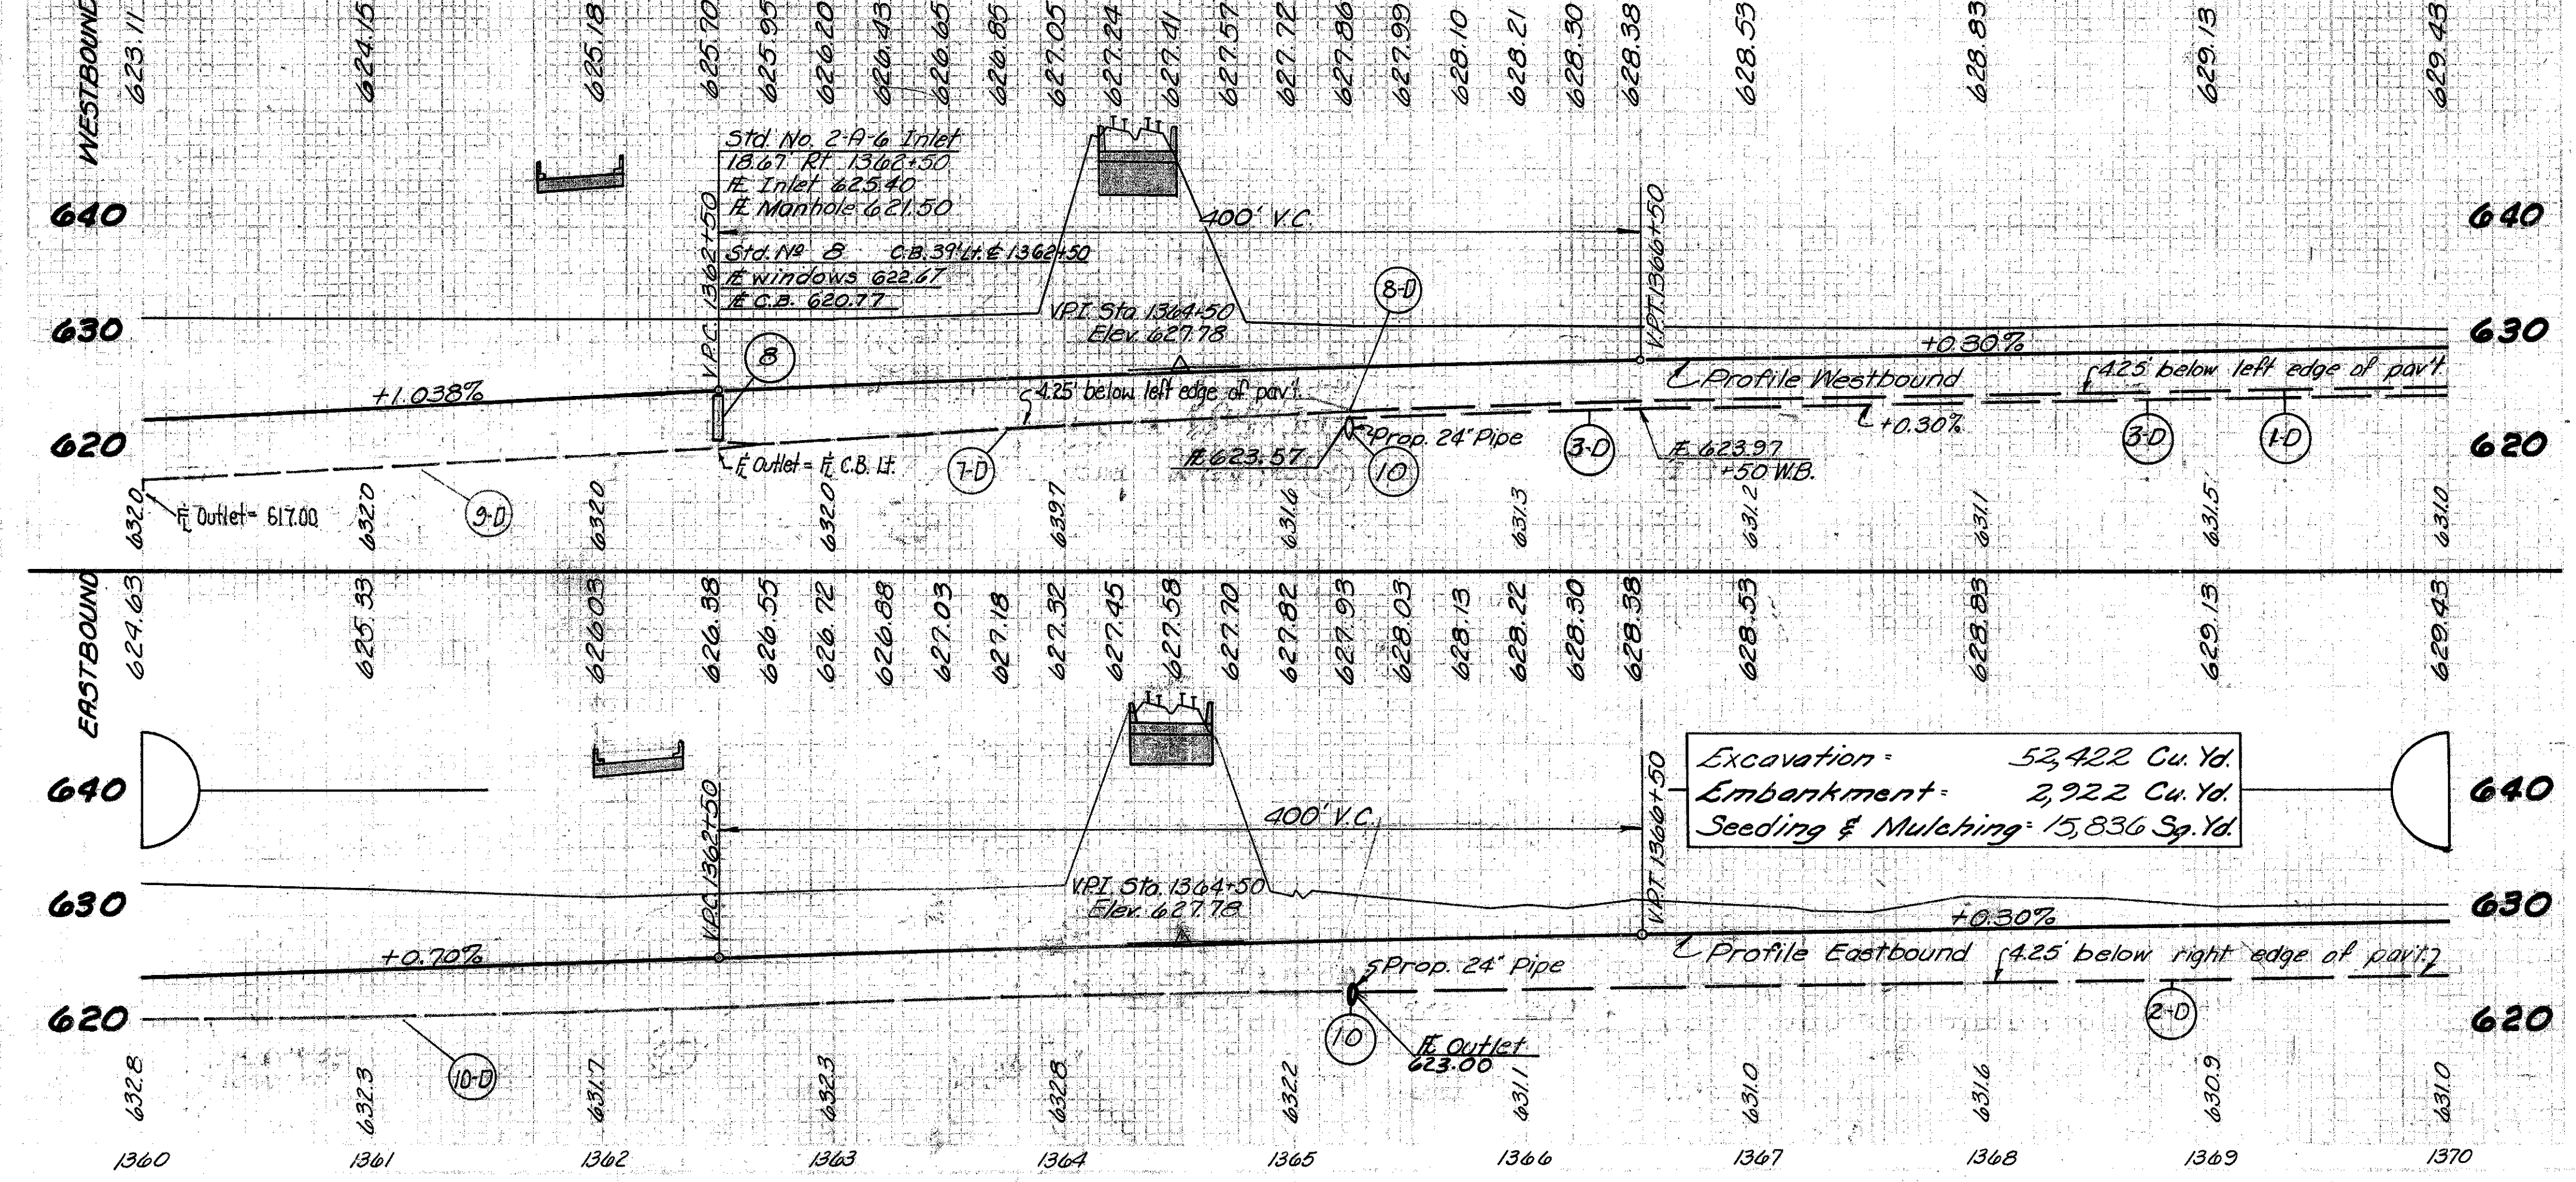 WESTBOUND
623.11 624.15 625.18 625.70 625.95 626.20 626.43 626.65 626.85 627.05 627.24 627.41 627.57 627.72 627.86 627.99 628.10 628.21 628.30 628.38 628.53 628.83 629.13 629.43
Std. No. 2-A-6 Inlet
18.67' Rt. 1362+50
℄ Inlet 625.40
℄ Manhole 621.50
Std. Nº 8 C.B. 39' Lt. ℄ 1362+50
℄ windows 622.67
℄ C.B. 620.77
V.P.C. 1362+50
400' V.C.
V.P.T. 1366+50
640 640
630 630
620 620
V.P.I. Sta. 1364+50
Elev. 627.78
8-D
8
+1.038%
4.25' below left edge of pav't.
+0.30%
Profile Westbound
4.25' below left edge of pav't.
+0.30%
Prop. 24" Pipe
℄ 623.57
10
3-D
℄ 623.97
+50 W.B.
3-D
1-D
℄ Outlet = ℄ C.B. Lt.
7-D
℄ Outlet = 617.00
9-D
632.0 632.0 632.0 632.0 639.7 631.6 631.3 631.2 631.1 631.5 631.0
EASTBOUND
624.63 625.33 626.03 626.38 626.55 626.72 626.88 627.03 627.18 627.32 627.45 627.58 627.70 627.82 627.93 628.03 628.13 628.22 628.30 628.38 628.53 628.83 629.13 629.43
V.P.C. 1362+50
400' V.C.
V.P.T. 1366+50
Excavation = 52,422 Cu. Yd.
Embankment = 2,922 Cu. Yd.
Seeding & Mulching = 15,836 Sq. Yd.
640 640
630 630
620 620
V.P.I. Sta. 1364+50
Elev. 627.78
+0.70%
+0.30%
Profile Eastbound
4.25' below right edge of pav't.
Prop. 24" Pipe
10
℄ Outlet
623.00
2-D
10-D
632.8 632.3 631.7 632.3 632.8 632.2 631.1 631.0 631.6 630.9 631.0
1360 1361 1362 1363 1364 1365 1366 1367 1368 1369 1370